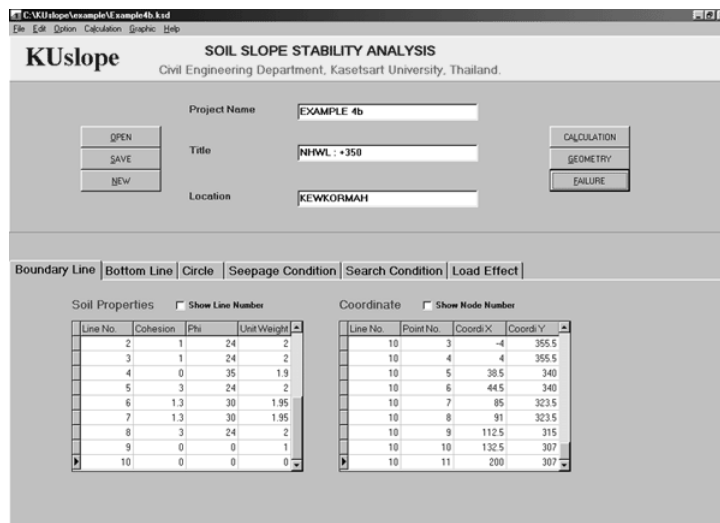 C:\KUslope\example\Example4b.ksd
File Edit Option Calculation Graphic Help
KUslope
SOIL SLOPE STABILITY ANALYSIS
Civil Engineering Department, Kasetsart University, Thailand.
Project Name
EXAMPLE 4b
OPEN
CALCULATION
Title
NHWL : +350
SAVE
GEOMETRY
NEW
FAILURE
Location
KEWKORMAH
Boundary Line Bottom Line Circle Seepage Condition Search Condition Load Effect
Soil Properties Show Line Number
Line No. Cohesion Phi Unit Weight
2 1 24 2
3 1 24 2
4 0 35 1.9
5 3 24 2
6 1.3 30 1.95
7 1.3 30 1.95
8 3 24 2
9 0 0 1
10 0 0 0
Coordinate Show Node Number
Line No. Point No. Coordi X Coordi Y
10 3 -4 355.5
10 4 4 355.5
10 5 38.5 340
10 6 44.5 340
10 7 85 323.5
10 8 91 323.5
10 9 112.5 315
10 10 132.5 307
10 11 200 307